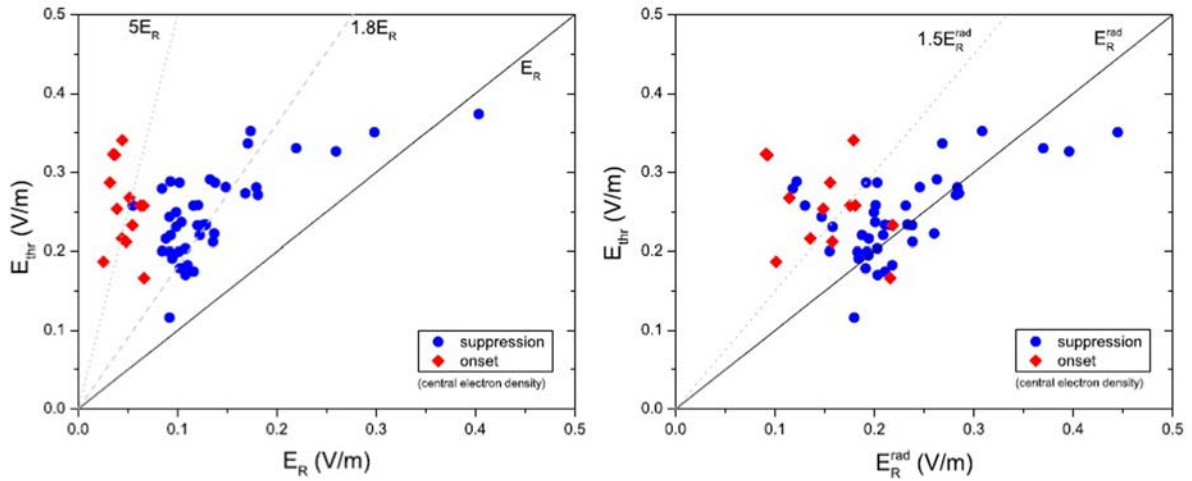 5E_R
1.8E_R
E_R
E_thr (V/m)
0.5
0.4
0.3
0.2
0.1
0.0
suppression
onset
(central electron density)
0.0 0.1 0.2 0.3 0.4 0.5
E_R (V/m)
1.5E_R^rad
E_R^rad
E_thr (V/m)
0.5
0.4
0.3
0.2
0.1
0.0
suppression
onset
(central electron density)
0.0 0.1 0.2 0.3 0.4 0.5
E_R^rad (V/m)